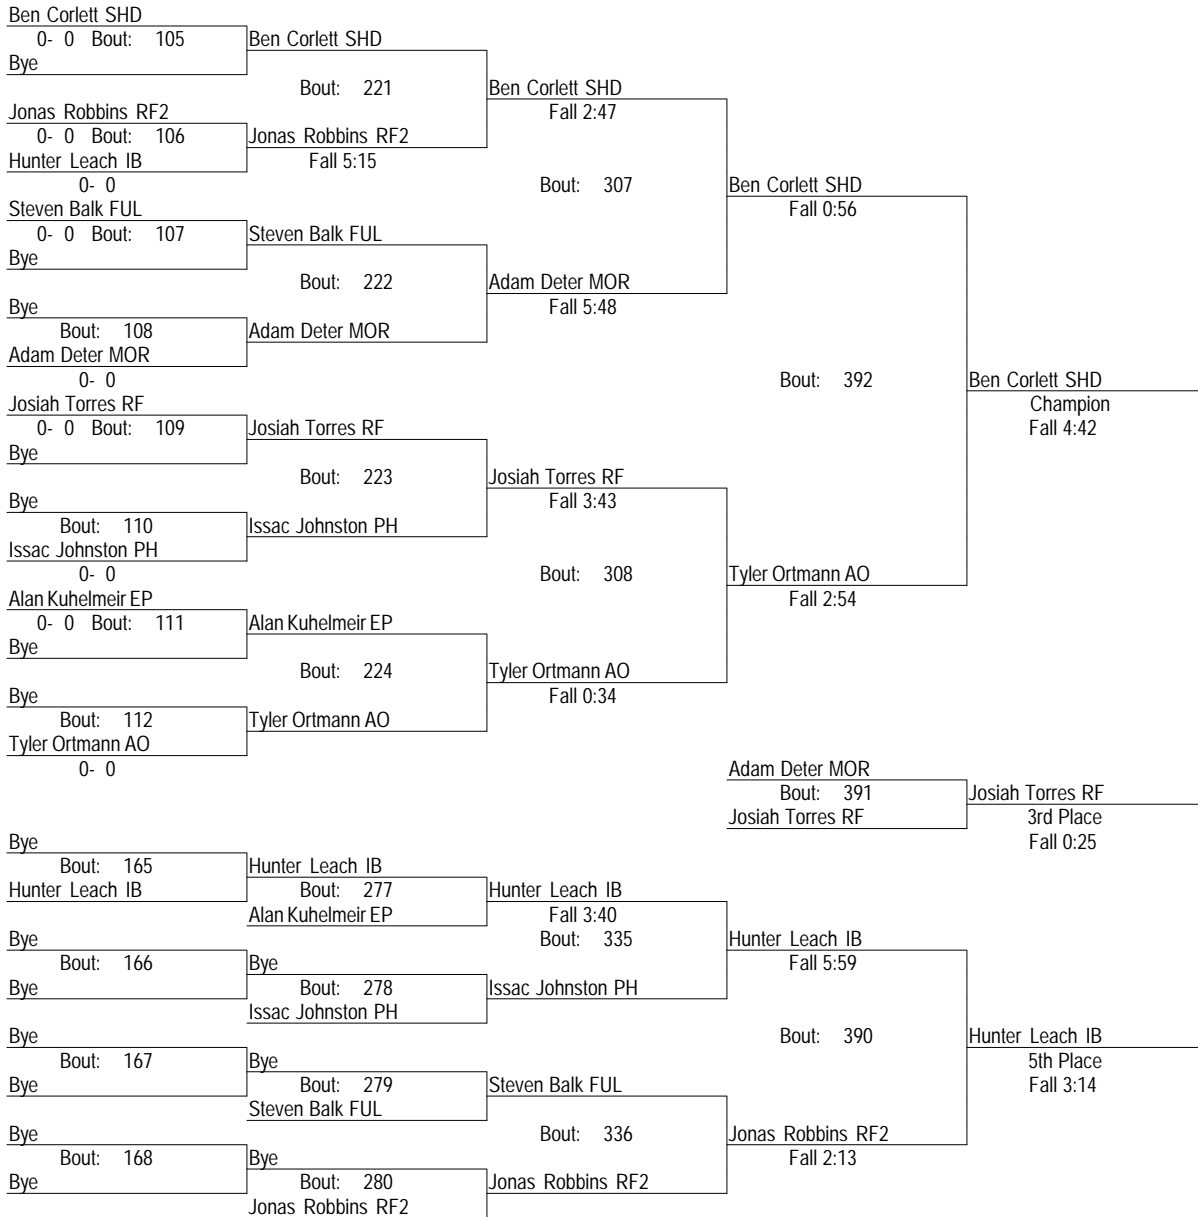 Ben Corlett SHD
0- 0 Bout: 105
Ben Corlett SHD
Bye
Bout: 221
Ben Corlett SHD
Jonas Robbins RF2
Fall 2:47
0- 0 Bout: 106
Jonas Robbins RF2
Hunter Leach IB
Fall 5:15
0- 0
Bout: 307
Ben Corlett SHD
Steven Balk FUL
Fall 0:56
0- 0 Bout: 107
Steven Balk FUL
Bye
Bout: 222
Adam Deter MOR
Bye
Fall 5:48
Bout: 108
Adam Deter MOR
Adam Deter MOR
0- 0
Bout: 392
Ben Corlett SHD
Josiah Torres RF
Champion
0- 0 Bout: 109
Josiah Torres RF
Fall 4:42
Bye
Bout: 223
Josiah Torres RF
Bye
Fall 3:43
Bout: 110
Issac Johnston PH
Issac Johnston PH
0- 0
Bout: 308
Tyler Ortmann AO
Alan Kuhelmeir EP
Fall 2:54
0- 0 Bout: 111
Alan Kuhelmeir EP
Bye
Bout: 224
Tyler Ortmann AO
Bye
Fall 0:34
Bout: 112
Tyler Ortmann AO
Tyler Ortmann AO
0- 0
Adam Deter MOR
Bout: 391
Josiah Torres RF
Josiah Torres RF
3rd Place
Fall 0:25
Bye
Bout: 165
Hunter Leach IB
Hunter Leach IB
Bout: 277
Hunter Leach IB
Alan Kuhelmeir EP
Fall 3:40
Bye
Bout: 335
Hunter Leach IB
Bout: 166
Bye
Fall 5:59
Bye
Bout: 278
Issac Johnston PH
Issac Johnston PH
Bye
Bout: 390
Hunter Leach IB
Bout: 167
Bye
5th Place
Bye
Bout: 279
Steven Balk FUL
Fall 3:14
Steven Balk FUL
Bye
Bout: 336
Jonas Robbins RF2
Bout: 168
Bye
Fall 2:13
Bye
Bout: 280
Jonas Robbins RF2
Jonas Robbins RF2